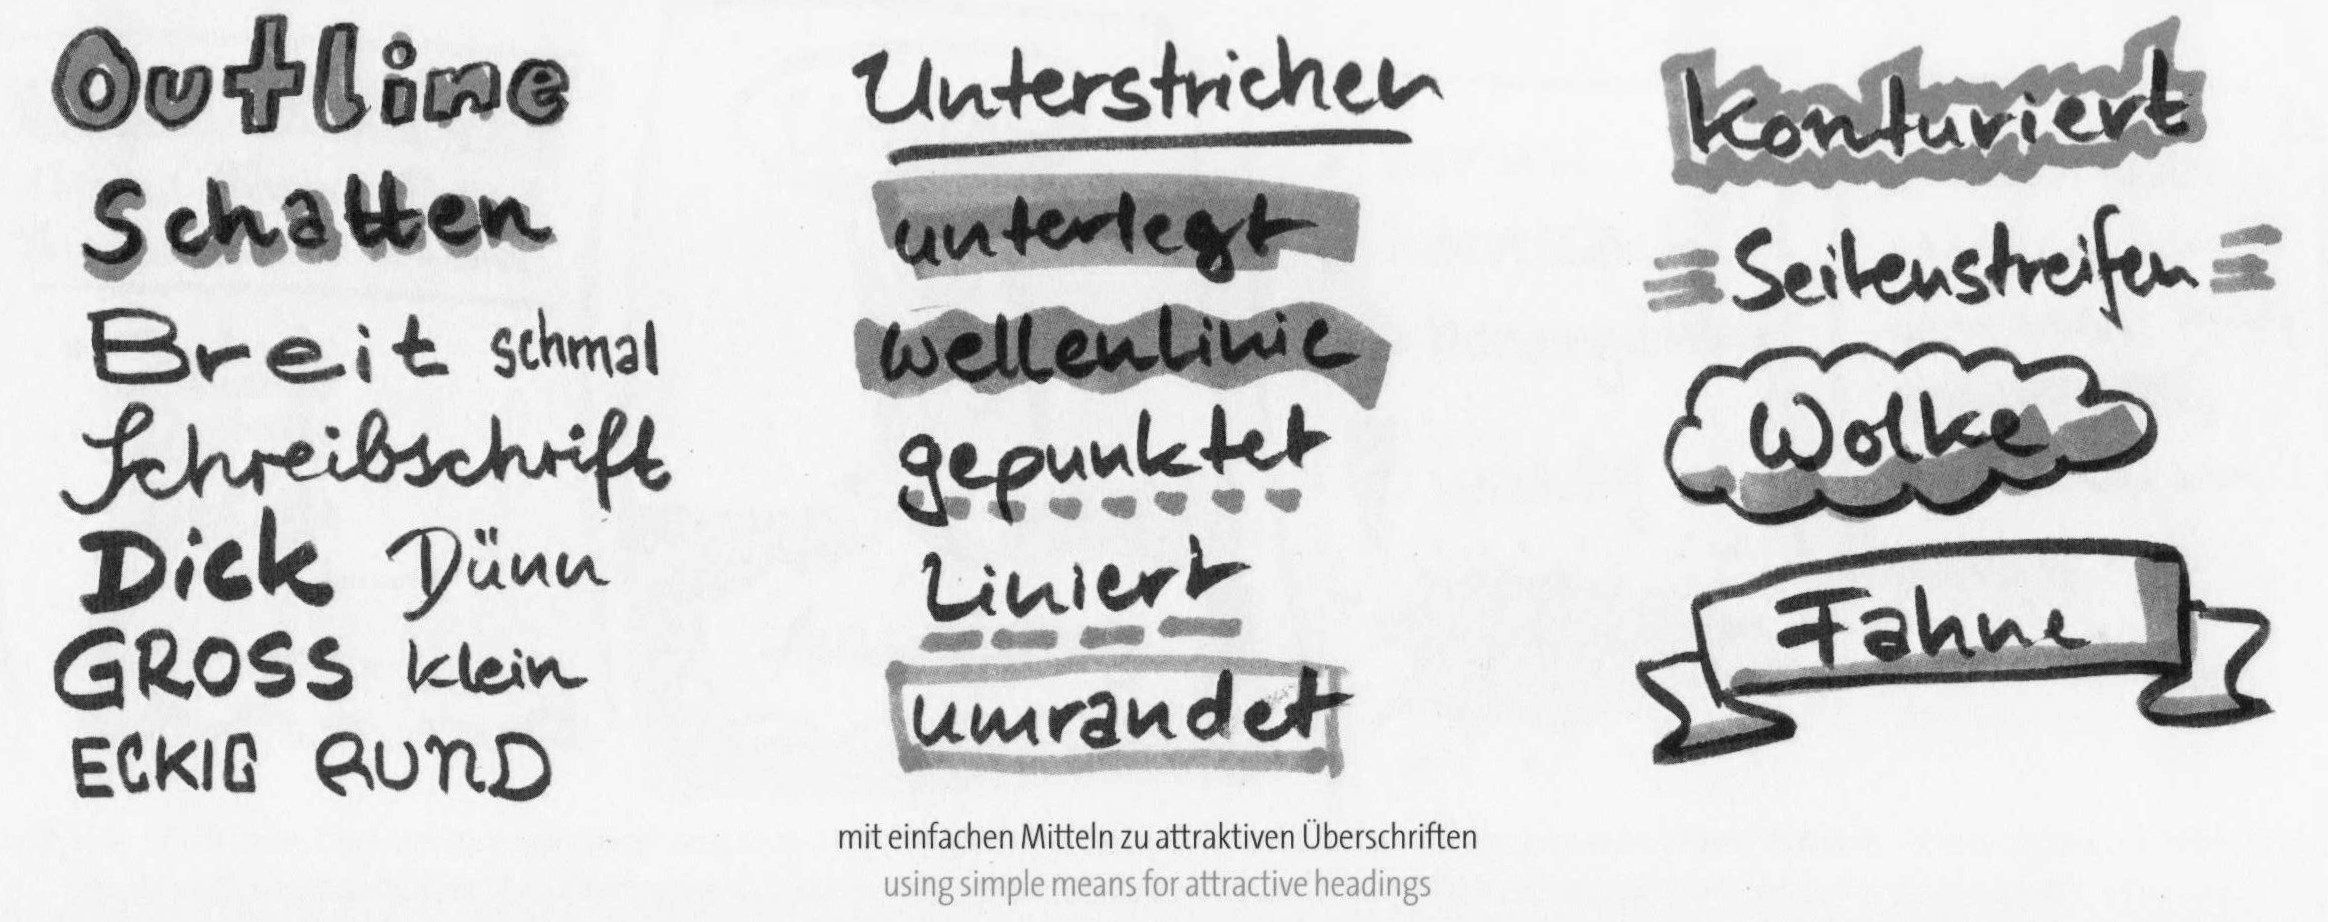 Outline
Schatten
Breit schmal
Schreibschrift
Dick Dünn
GROSS klein
ECKIG RUND
Unterstrichen
unterlegt
wellenlinie
gepunktet
Liniert
umrandet
konturiert
Seitenstreifen
Wolke
Fahne
mit einfachen Mitteln zu attraktiven Überschriften
using simple means for attractive headings